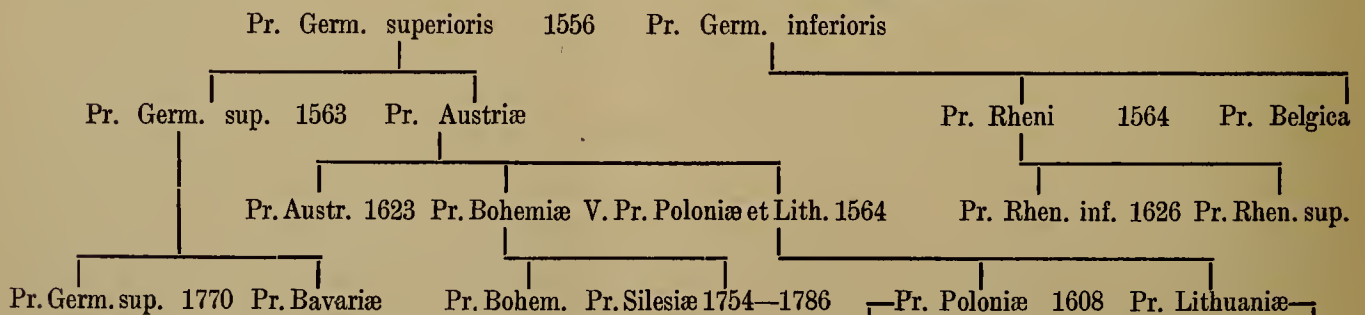 Pr. Germ. superioris 1556 Pr. Germ. inferioris
Pr. Germ. sup. 1563 Pr. Austriæ Pr. Rheni 1564 Pr. Belgica
Pr. Austr. 1623 Pr. Bohemiæ V. Pr. Poloniæ et Lith. 1564 Pr. Rhen. inf. 1626 Pr. Rhen. sup.
Pr. Germ. sup. 1770 Pr. Bavariæ Pr. Bohem. Pr. Silesiæ 1754—1786 Pr. Poloniæ 1608 Pr. Lithuaniæ